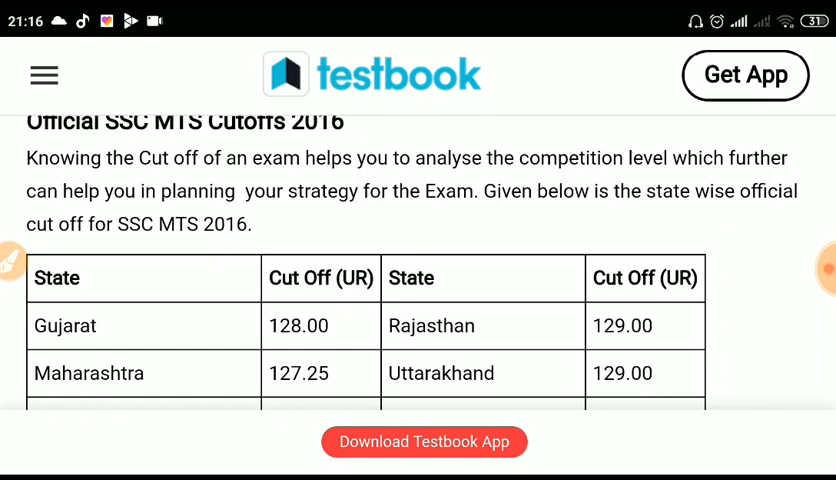 21:16
31
testbook
Get App
Official SSC MTS Cutoffs 2016
Knowing the Cut off of an exam helps you to analyse the competition level which further
can help you in planning your strategy for the Exam. Given below is the state wise official
cut off for SSC MTS 2016.
State Cut Off (UR) State Cut Off (UR)
Gujarat 128.00 Rajasthan 129.00
Maharashtra 127.25 Uttarakhand 129.00
Download Testbook App